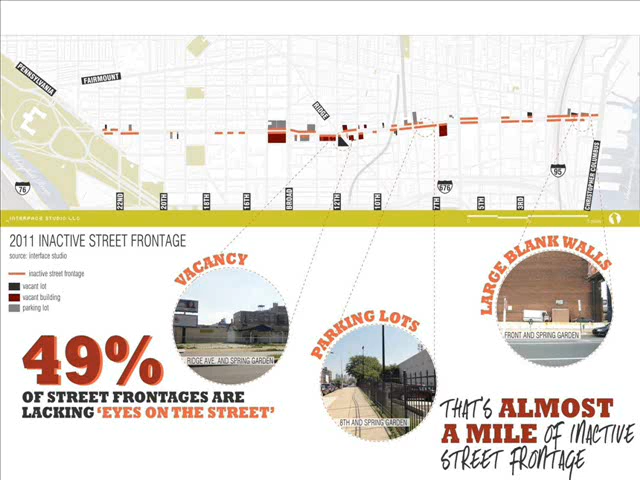 PENNSYLVANIA
FAIRMOUNT
RIDGE
76
22ND
20TH
18TH
16TH
BROAD
12TH
10TH
676
7TH
5TH
3RD
95
CHRISTOPHER COLUMBUS
_INTERFACE STUDIO LLC
2011 INACTIVE STREET FRONTAGE
source: interface studio
inactive street frontage
vacant lot
vacant building
parking lot
VACANCY
RIDGE AVE. AND SPRING GARDEN
PARKING LOTS
8TH AND SPRING GARDEN
LARGE BLANK WALLS
FRONT AND SPRING GARDEN
49%
OF STREET FRONTAGES ARE
LACKING 'EYES ON THE STREET'
THAT'S ALMOST
A MILE OF INACTIVE
STREET FRONTAGE